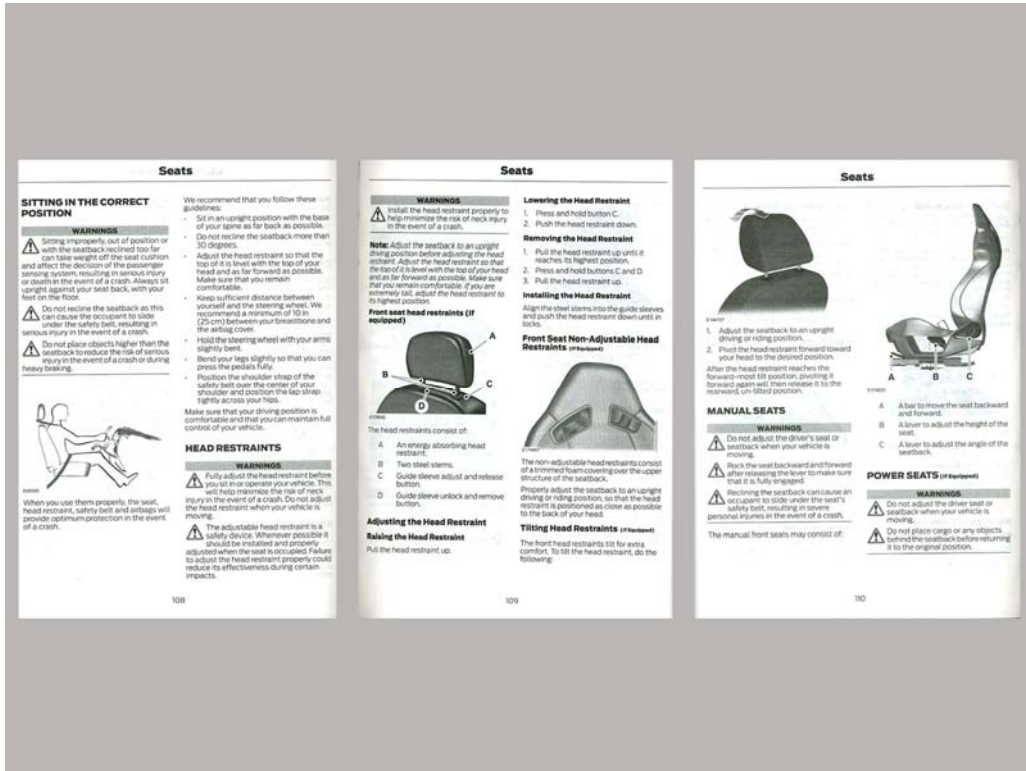 Seats
SITTING IN THE CORRECT
POSITION
WARNINGS
Sitting improperly, out of position or
with the seatback reclined too far
can take weight off the seat cushion
and affect the decision of the passenger
sensing system, resulting in serious injury
or death in the event of a crash. Always sit
upright against your seat back, with your
feet on the floor.
Do not recline the seatback as this
can cause the occupant to slide
under the safety belt, resulting in
serious injury in the event of a crash.
Do not place objects higher than the
seatback to reduce the risk of serious
injury in the event of a crash or during
heavy braking.
When you use them properly, the seat,
head restraint, safety belt and airbags will
provide optimum protection in the event
of a crash.
We recommend that you follow these
guidelines:
• Sit in an upright position with the base
of your spine as far back as possible.
• Do not recline the seatback more than
30 degrees.
• Adjust the head restraint so that the
top of it is level with the top of your
head and as far forward as possible.
Make sure that you remain
comfortable.
• Keep sufficient distance between
yourself and the steering wheel. We
recommend a minimum of 10 in
(25 cm) between your breastbone and
the airbag cover.
• Hold the steering wheel with your arms
slightly bent.
• Bend your legs slightly so that you can
press the pedals fully.
• Position the shoulder strap of the
safety belt over the center of your
shoulder and position the lap strap
tightly across your hips.
Make sure that your driving position is
comfortable and that you can maintain full
control of your vehicle.
HEAD RESTRAINTS
WARNINGS
Fully adjust the head restraint before
you sit in or operate your vehicle. This
will help minimize the risk of neck
injury in the event of a crash. Do not adjust
the head restraint when your vehicle is
moving.
The adjustable head restraint is a
safety device. Whenever possible it
should be installed and properly
adjusted when the seat is occupied. Failure
to adjust the head restraint properly could
reduce its effectiveness during certain
impacts.
108
Seats
WARNINGS
Install the head restraint properly to
help minimize the risk of neck injury
in the event of a crash.
Note: Adjust the seatback to an upright
driving position before adjusting the head
restraint. Adjust the head restraint so that
the top of it is level with the top of your head
and as far forward as possible. Make sure
that you remain comfortable. If you are
extremely tall, adjust the head restraint to
its highest position.
Front seat head restraints (If
equipped)
A
B
C
D
The head restraints consist of:
A An energy absorbing head
restraint.
B Two steel stems.
C Guide sleeve adjust and release
button.
D Guide sleeve unlock and remove
button.
Adjusting the Head Restraint
Raising the Head Restraint
Pull the head restraint up.
Lowering the Head Restraint
1. Press and hold button C.
2. Push the head restraint down.
Removing the Head Restraint
1. Pull the head restraint up until it
reaches its highest position.
2. Press and hold buttons C and D.
3. Pull the head restraint up.
Installing the Head Restraint
Align the steel stems into the guide sleeves
and push the head restraint down until it
locks.
Front Seat Non-Adjustable Head
Restraints (If Equipped)
The non-adjustable head restraints consist
of a trimmed foam covering over the upper
structure of the seatback.
Properly adjust the seatback to an upright
driving or riding position, so that the head
restraint is positioned as close as possible
to the back of your head.
Tilting Head Restraints (If Equipped)
The front head restraints tilt for extra
comfort. To tilt the head restraint, do the
following:
109
Seats
1. Adjust the seatback to an upright
driving or riding position.
2. Pivot the head restraint forward toward
your head to the desired position.
After the head restraint reaches the
forward-most tilt position, pivoting it
forward again will then release it to the
rearward, un-tilted position.
MANUAL SEATS
WARNINGS
Do not adjust the driver's seat or
seatback when your vehicle is
moving.
Rock the seat backward and forward
after releasing the lever to make sure
that it is fully engaged.
Reclining the seatback can cause an
occupant to slide under the seat's
safety belt, resulting in severe
personal injuries in the event of a crash.
The manual front seats may consist of:
A B C
A A bar to move the seat backward
and forward.
B A lever to adjust the height of the
seat.
C A lever to adjust the angle of the
seatback.
POWER SEATS (If Equipped)
WARNINGS
Do not adjust the driver seat or
seatback when your vehicle is
moving.
Do not place cargo or any objects
behind the seatback before returning
it to the original position.
110